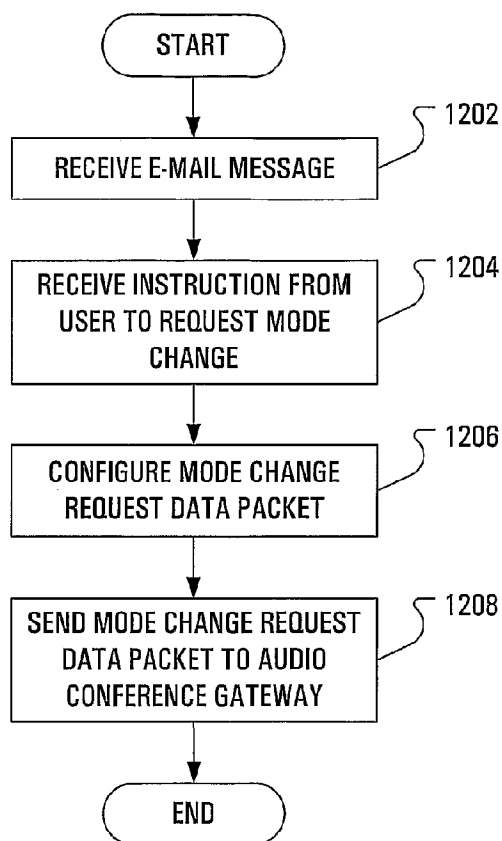 START
1202
RECEIVE E-MAIL MESSAGE
1204
RECEIVE INSTRUCTION FROM
USER TO REQUEST MODE
CHANGE
1206
CONFIGURE MODE CHANGE
REQUEST DATA PACKET
1208
SEND MODE CHANGE REQUEST
DATA PACKET TO AUDIO
CONFERENCE GATEWAY
END